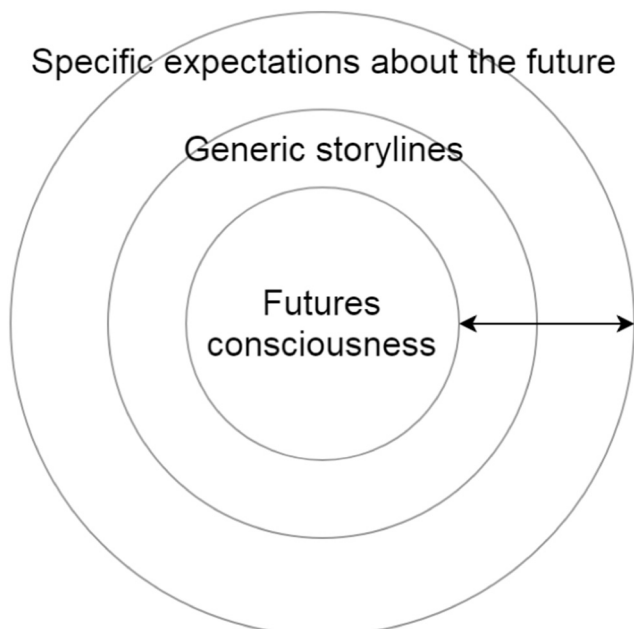 Specific expectations about the future
Generic storylines
Futures
consciousness